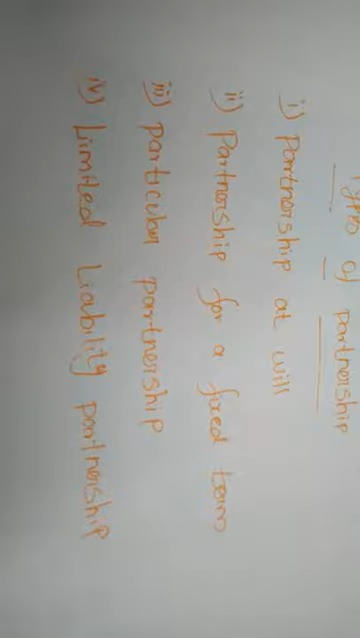 Types of partnership
i) Partnership at will
ii) Partnership for a fixed term
iii) Particular partnership
iv) Limited Liability partnership